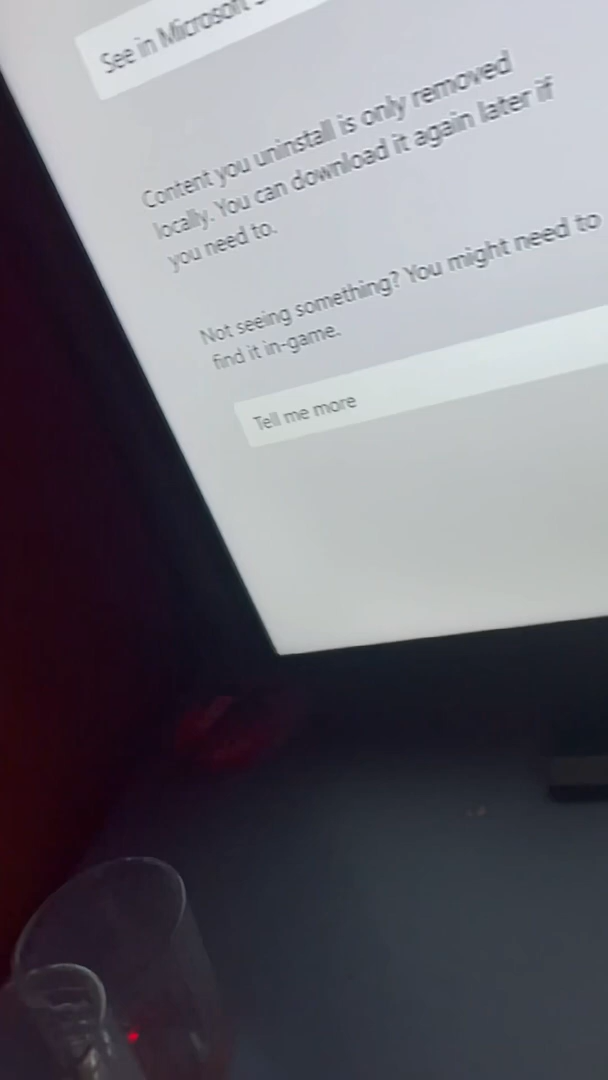 See in Microsoft
Content you uninstall is only removed
locally. You can download it again later if
you need to.
Not seeing something? You might need to
find it in-game.
Tell me more